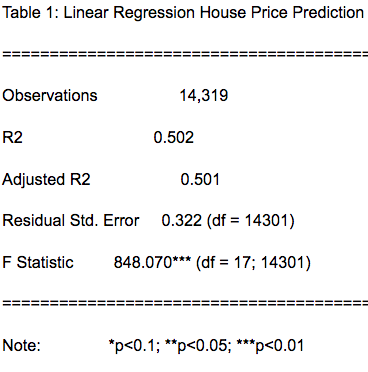 Table 1: Linear Regression House Price Prediction
=======================================
Observations 14,319
R2 0.502
Adjusted R2 0.501
Residual Std. Error 0.322 (df = 14301)
F Statistic 848.070*** (df = 17; 14301)
=======================================
Note: *p<0.1; **p<0.05; ***p<0.01